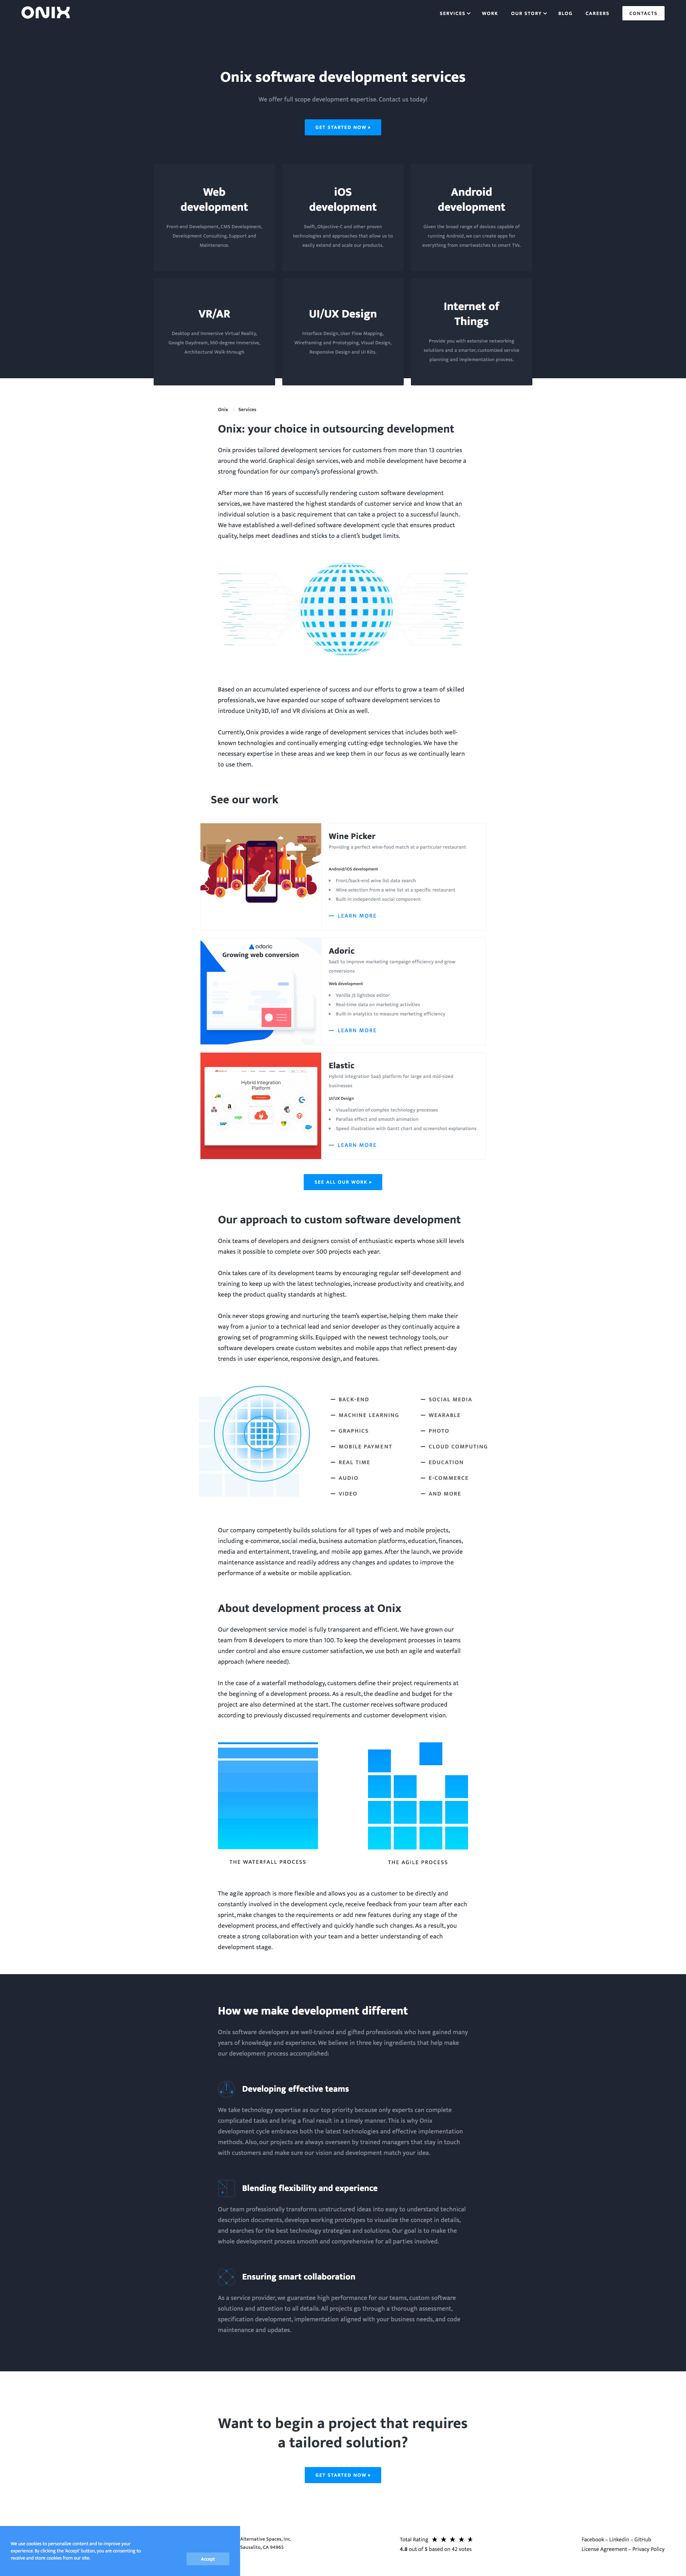 ONIX
SERVICES
WORK
OUR STORY
BLOG
CAREERS
CONTACTS
Onix software development services
We offer full scope development expertise. Contact us today!
GET STARTED NOW
Web
development
Front-end Development, CMS Development,
Development Consulting, Support and
Maintenance.
iOS
development
Swift, Objective-C and other proven
technologies and approaches that allow us to
easily extend and scale our products.
Android
development
Given the broad range of devices capable of
running Android, we can create apps for
everything from smartwatches to smart TVs.
VR/AR
Desktop and Immersive Virtual Reality,
Google Daydream, 360-degree Immersive,
Architectural Walk-through
UI/UX Design
Interface Design, User Flow Mapping,
Wireframing and Prototyping, Visual Design,
Responsive Design and UI Kits.
Internet of
Things
Provide you with extensive networking
solutions and a smarter, customized service
planning and implementation process.
Onix
Services
Onix: your choice in outsourcing development
Onix provides tailored development services for customers from more than 13 countries
around the world. Graphical design services, web and mobile development have become a
strong foundation for our company's professional growth.
After more than 16 years of successfully rendering custom software development
services, we have mastered the highest standards of customer service and know that an
individual solution is a basic requirement that can take a project to a successful launch.
We have established a well-defined software development cycle that ensures product
quality, helps meet deadlines and sticks to a client's budget limits.
Based on an accumulated experience of success and our efforts to grow a team of skilled
professionals, we have expanded our scope of software development services to
introduce Unity3D, IoT and VR divisions at Onix as well.
Currently, Onix provides a wide range of development services that includes both well-
known technologies and continually emerging cutting-edge technologies. We have the
necessary expertise in these areas and we keep them in our focus as we continually learn
to use them.
See our work
Wine Picker
Providing a perfect wine-food match at a particular restaurant
Android/iOS development
Front/back-end wine list data search
Wine selection from a wine list at a specific restaurant
Built-in independent social component
LEARN MORE
adoric
Growing web conversion
Adoric
SaaS to improve marketing campaign efficiency and grow
conversions
Web development
Vanilla JS lightbox editor
Real-time data on marketing activities
Built-in analytics to measure marketing efficiency
LEARN MORE
Hybrid Integration
Platform
Elastic
Hybrid integration SaaS platform for large and mid-sized
businesses
UI/UX Design
Visualization of complex technology processes
Parallax effect and smooth animation
Speed illustration with Gantt chart and screenshot explanations
LEARN MORE
SEE ALL OUR WORK
Our approach to custom software development
Onix teams of developers and designers consist of enthusiastic experts whose skill levels
makes it possible to complete over 500 projects each year.
Onix takes care of its development teams by encouraging regular self-development and
training to keep up with the latest technologies, increase productivity and creativity, and
keep the product quality standards at highest.
Onix never stops growing and nurturing the team's expertise, helping them make their
way from a junior to a technical lead and senior developer as they continually acquire a
growing set of programming skills. Equipped with the newest technology tools, our
software developers create custom websites and mobile apps that reflect present-day
trends in user experience, responsive design, and features.
BACK-END
MACHINE LEARNING
GRAPHICS
MOBILE PAYMENT
REAL TIME
AUDIO
VIDEO
SOCIAL MEDIA
WEARABLE
PHOTO
CLOUD COMPUTING
EDUCATION
E-COMMERCE
AND MORE
Our company competently builds solutions for all types of web and mobile projects,
including e-commerce, social media, business automation platforms, education, finances,
media and entertainment, traveling, and mobile app games. After the launch, we provide
maintenance assistance and readily address any changes and updates to improve the
performance of a website or mobile application.
About development process at Onix
Our development service model is fully transparent and efficient. We have grown our
team from 8 developers to more than 100. To keep the development processes in teams
under control and also ensure customer satisfaction, we use both an agile and waterfall
approach (where needed).
In the case of a waterfall methodology, customers define their project requirements at
the beginning of a development process. As a result, the deadline and budget for the
project are also determined at the start. The customer receives software produced
according to previously discussed requirements and customer development vision.
THE WATERFALL PROCESS
THE AGILE PROCESS
The agile approach is more flexible and allows you as a customer to be directly and
constantly involved in the development cycle, receive feedback from your team after each
sprint, make changes to the requirements or add new features during any stage of the
development process, and effectively and quickly handle such changes. As a result, you
create a strong collaboration with your team and a better understanding of each
development stage.
How we make development different
Onix software developers are well-trained and gifted professionals who have gained many
years of knowledge and experience. We believe in three key ingredients that help make
our development process accomplished:
Developing effective teams
We take technology expertise as our top priority because only experts can complete
complicated tasks and bring a final result in a timely manner. This is why Onix
development cycle embraces both the latest technologies and effective implementation
methods. Also, our projects are always overseen by trained managers that stay in touch
with customers and make sure our vision and development match your idea.
Blending flexibility and experience
Our team professionally transforms unstructured ideas into easy to understand technical
description documents, develops working prototypes to visualize the concept in details,
and searches for the best technology strategies and solutions. Our goal is to make the
whole development process smooth and comprehensive for all parties involved.
Ensuring smart collaboration
As a service provider, we guarantee high performance for our teams, custom software
solutions and attention to all details. All projects go through a thorough assessment,
specification development, implementation aligned with your business needs, and code
maintenance and updates.
Want to begin a project that requires
a tailored solution?
GET STARTED NOW
We use cookies to personalize content and to improve your
experience. By clicking the 'Accept' button, you are consenting to
receive and store cookies from our site.
Accept
Alternative Spaces, Inc.
Sausalito, CA 94965
Total Rating
4.8 out of 5 based on 42 votes
Facebook – Linkedin – GitHub
License Agreement – Privacy Policy